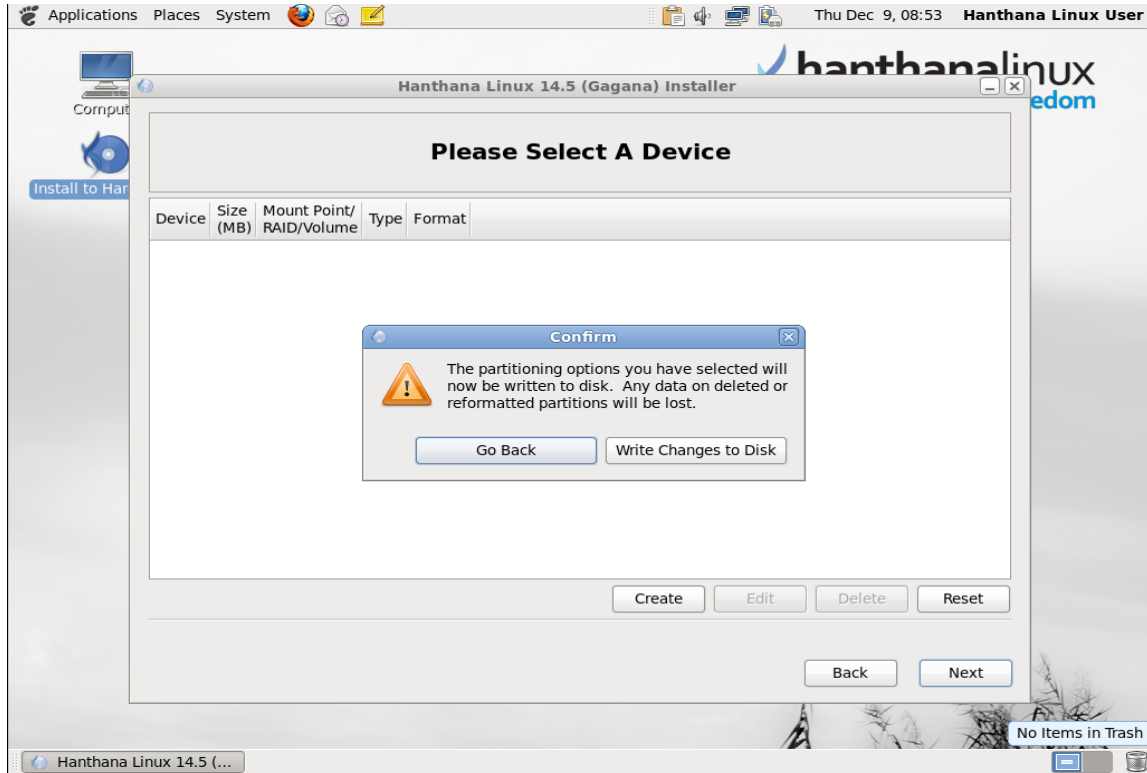 Applications Places System Thu Dec 9, 08:53 Hanthana Linux User
hanthanalinux
edom
Comput
Install to Har
Hanthana Linux 14.5 (Gagana) Installer
Please Select A Device
Device Size (MB) Mount Point/ RAID/Volume Type Format
Confirm
The partitioning options you have selected will
now be written to disk. Any data on deleted or
reformatted partitions will be lost.
Go Back Write Changes to Disk
Create Edit Delete Reset
Back Next
No Items in Trash
Hanthana Linux 14.5 (...